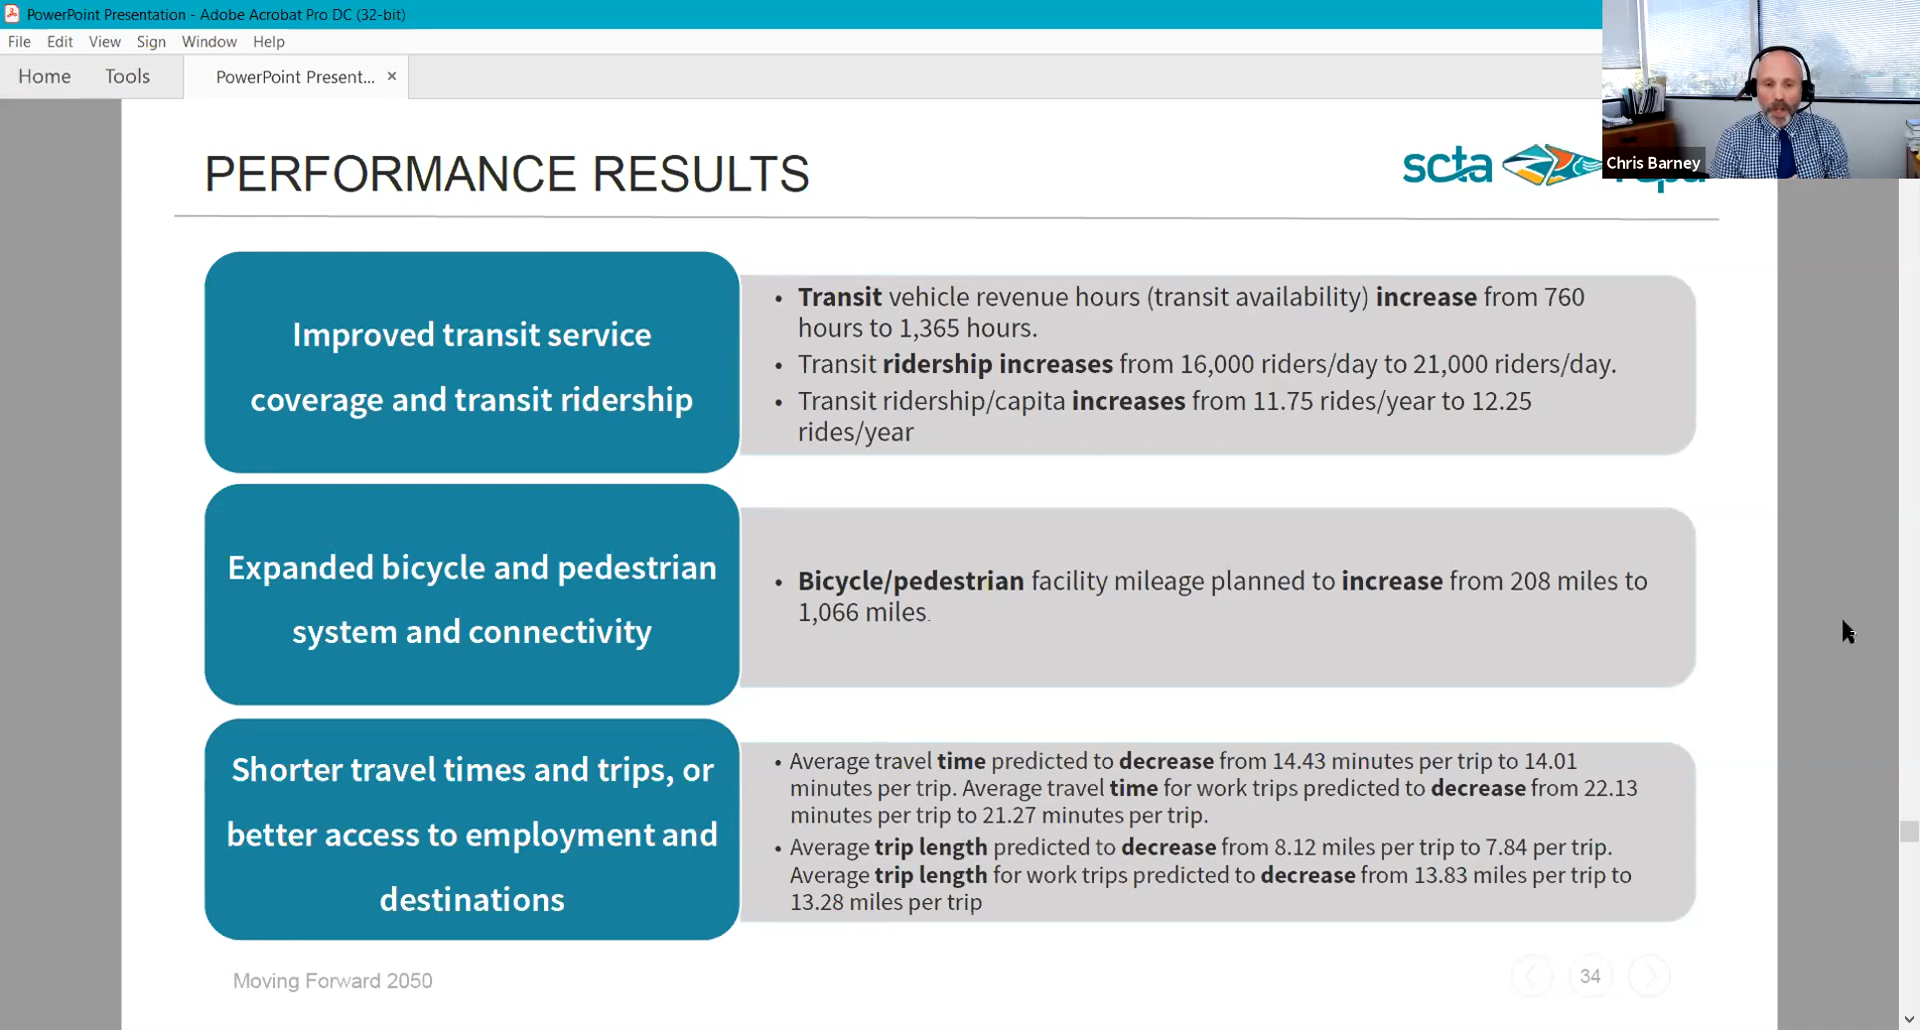 PowerPoint Presentation - Adobe Acrobat Pro DC (32-bit)
File Edit View Sign Window Help
Home Tools PowerPoint Present... ×
PERFORMANCE RESULTS
scta
Chris Barney
Improved transit service
coverage and transit ridership
• Transit vehicle revenue hours (transit availability) increase from 760
hours to 1,365 hours.
• Transit ridership increases from 16,000 riders/day to 21,000 riders/day.
• Transit ridership/capita increases from 11.75 rides/year to 12.25
rides/year
Expanded bicycle and pedestrian
system and connectivity
• Bicycle/pedestrian facility mileage planned to increase from 208 miles to
1,066 miles.
Shorter travel times and trips, or
better access to employment and
destinations
• Average travel time predicted to decrease from 14.43 minutes per trip to 14.01
minutes per trip. Average travel time for work trips predicted to decrease from 22.13
minutes per trip to 21.27 minutes per trip.
• Average trip length predicted to decrease from 8.12 miles per trip to 7.84 per trip.
Average trip length for work trips predicted to decrease from 13.83 miles per trip to
13.28 miles per trip
Moving Forward 2050
34